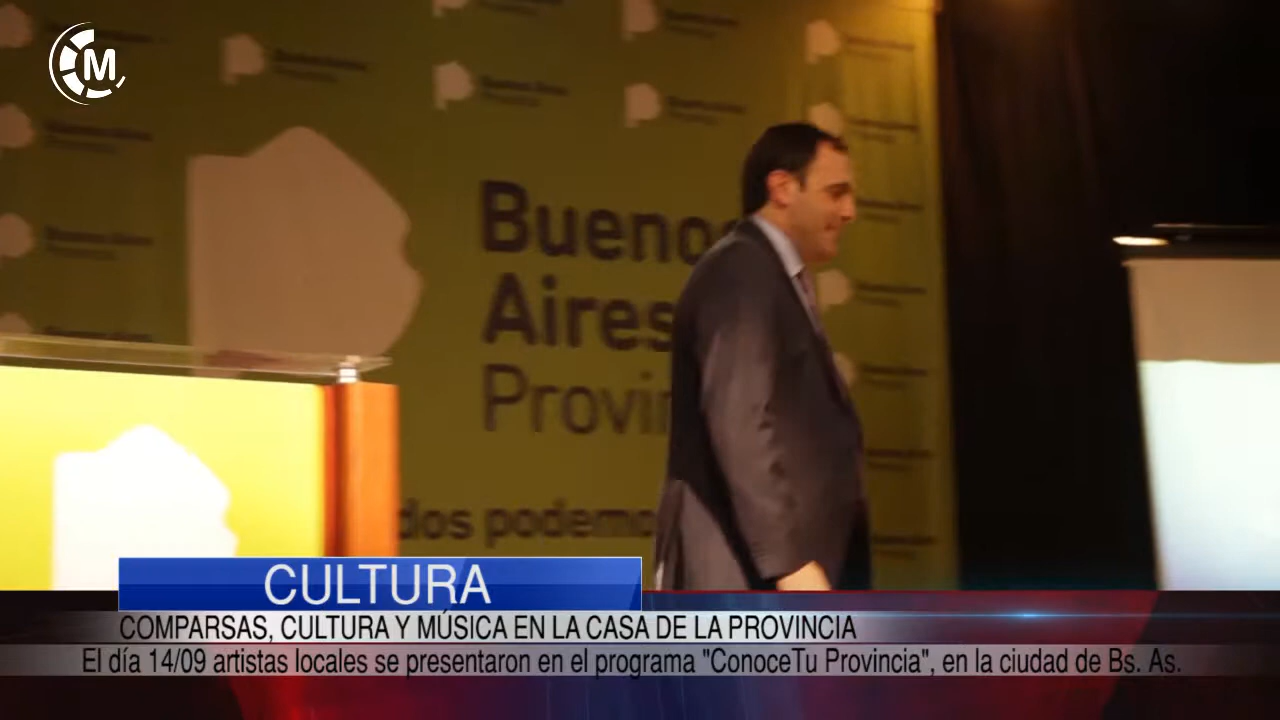 M
Buenos
Aires
Provin
dos podemo
CULTURA
COMPARSAS, CULTURA Y MÚSICA EN LA CASA DE LA PROVINCIA
El día 14/09 artistas locales se presentaron en el programa "ConoceTu Provincia", en la ciudad de Bs. As.